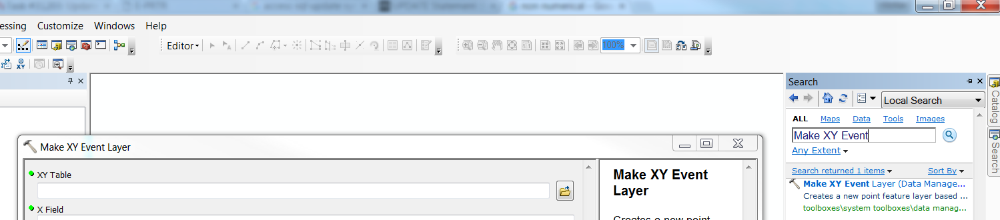 essing Customize Windows Help
Editor
100%
XY
Search
Local Search
ALL Maps Data Tools Images
Make XY Event
Any Extent
Search returned 1 items Sort By
Make XY Event Layer (Data Manage...
Creates a new point feature layer based ...
toolboxes\system toolboxes\data manag...
Catalog
Search
Make XY Event Layer
XY Table
X Field
Make XY Event
Layer
Creates a new point